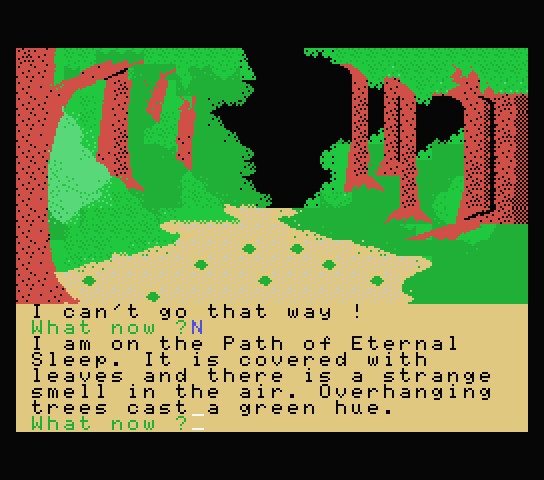 I can't go that way !
What now ?N
I am on the Path of Eternal
Sleep. It is covered with
leaves and there is a strange
smell in the air. Overhanging
trees cast_a green hue.
What now ?_